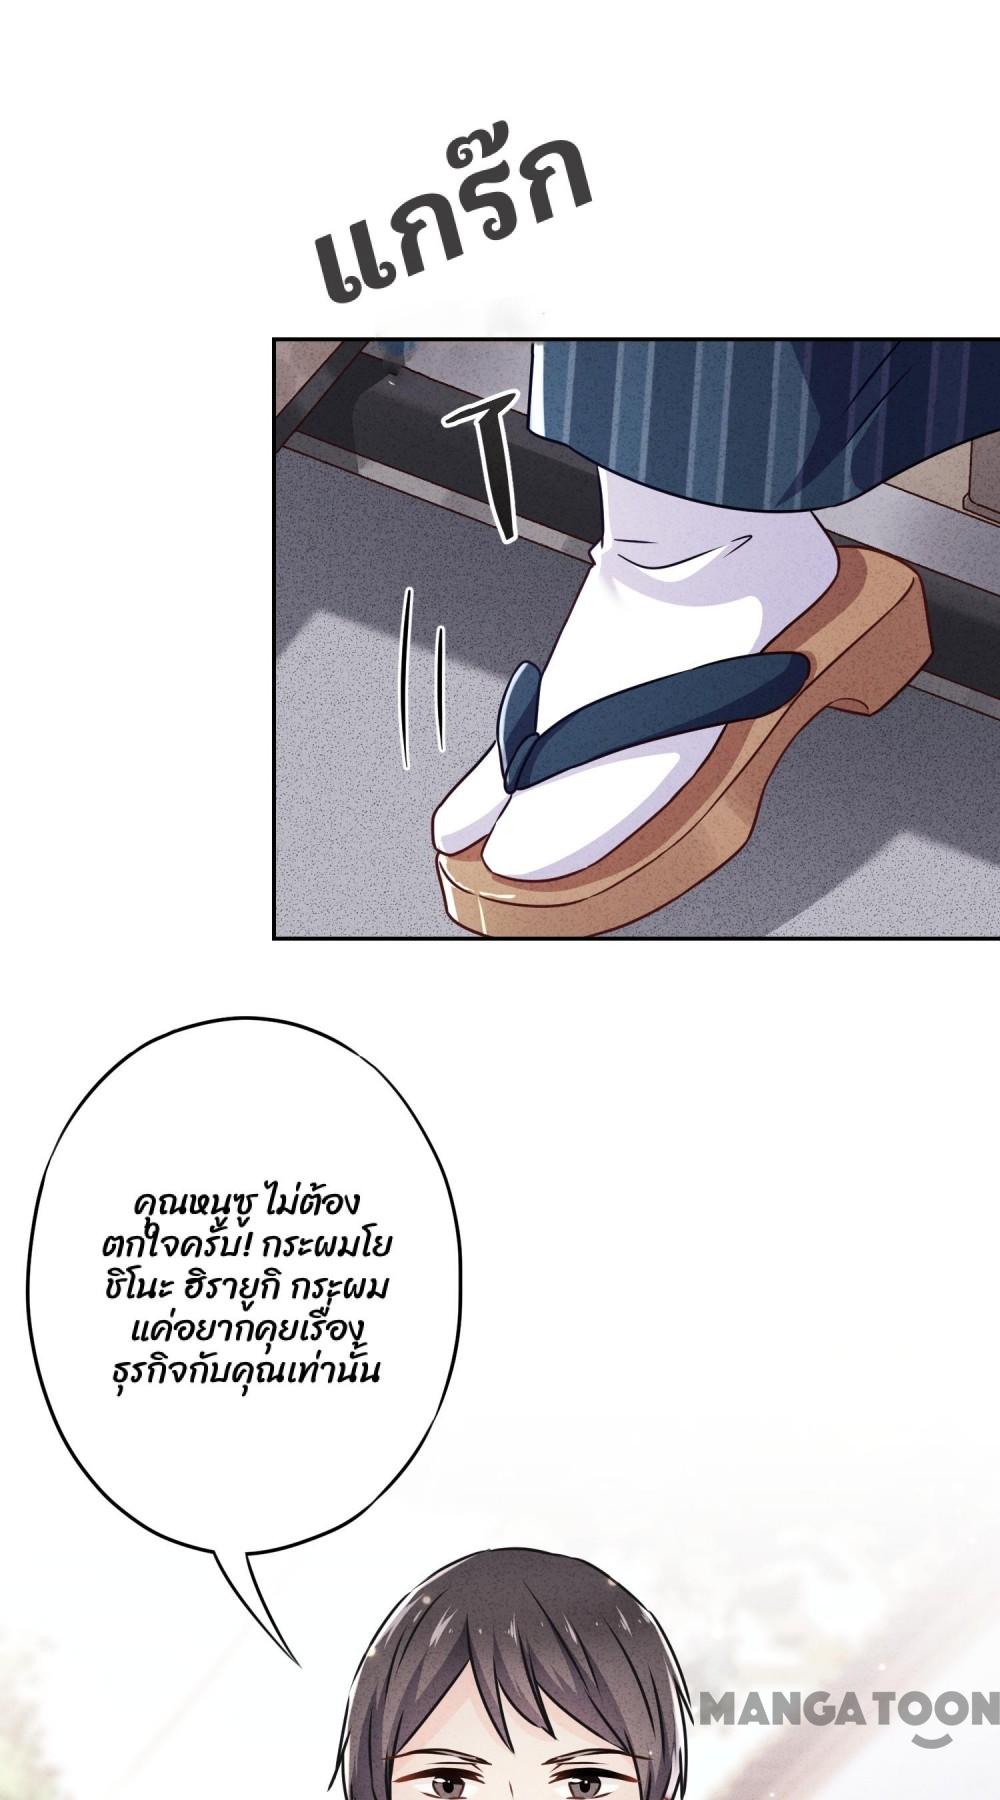 แกร๊ก
คุณหนูซู ไม่ต้อง
ตกใจครับ! กระผมโย
ชิโนะ ฮิรายูกิ กระผม
แค่อยากคุยเรื่อง
ธุรกิจกับคุณเท่านั้น
MANGATOON